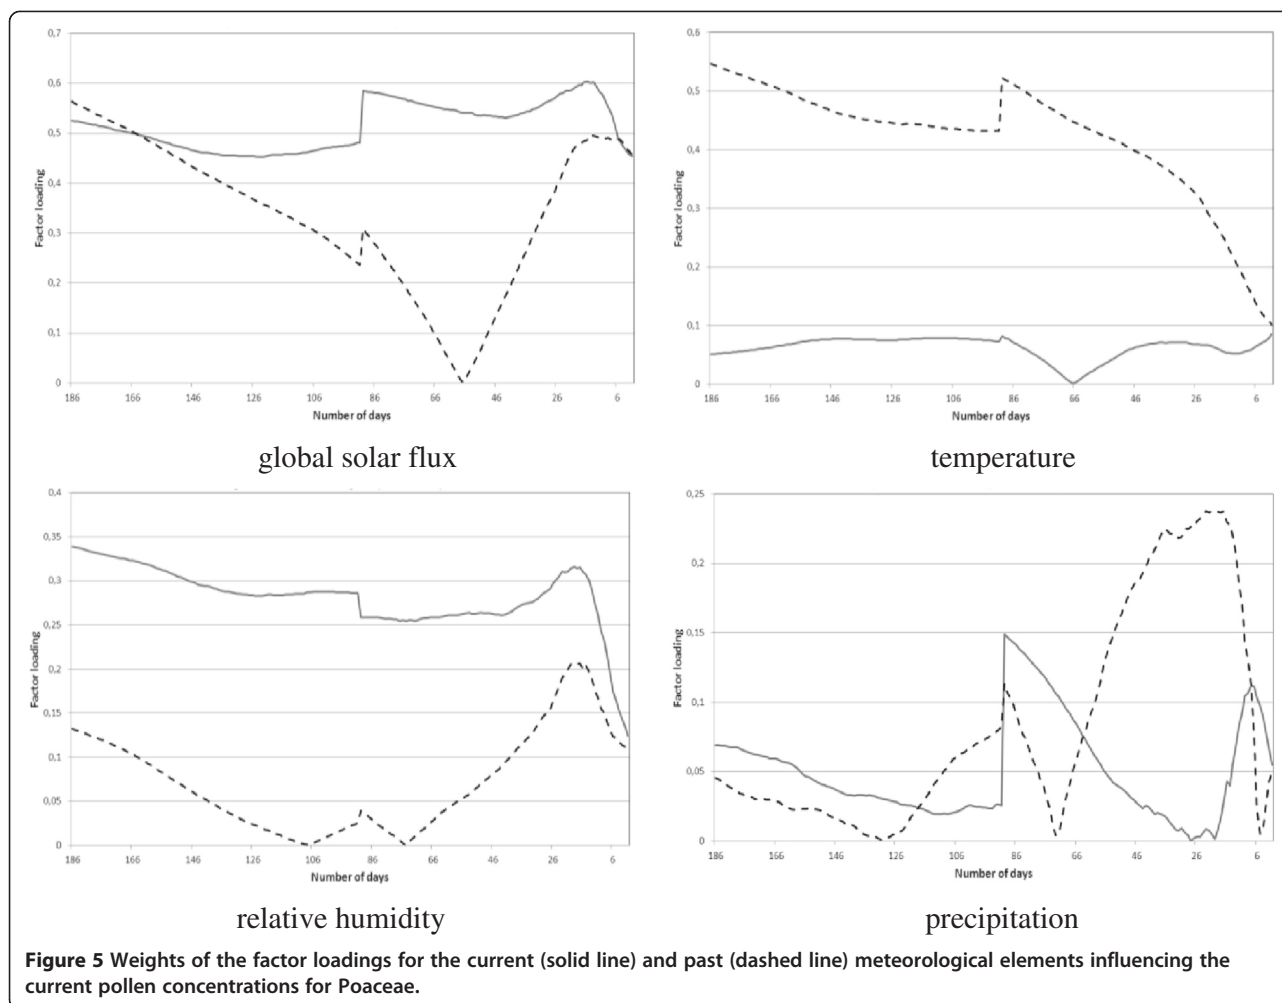 0,7
0,6
0,5
0,4
0,3
0,2
0,1
0
Factor loading
186 166 146 126 106 86 66 46 26 6
Number of days
global solar flux
0,6
0,5
0,4
0,3
0,2
0,1
0
Factor loading
186 166 146 126 106 86 66 46 26 6
Number of days
temperature
0,4
0,35
0,3
0,25
0,2
0,15
0,1
0,05
0
Factor loading
186 166 146 126 106 86 66 46 26 6
Number of days
relative humidity
0,25
0,2
0,15
0,1
0,05
0
Factor loading
186 166 146 126 106 86 66 46 26 6
Number of days
precipitation
Figure 5 Weights of the factor loadings for the current (solid line) and past (dashed line) meteorological elements influencing the
current pollen concentrations for Poaceae.